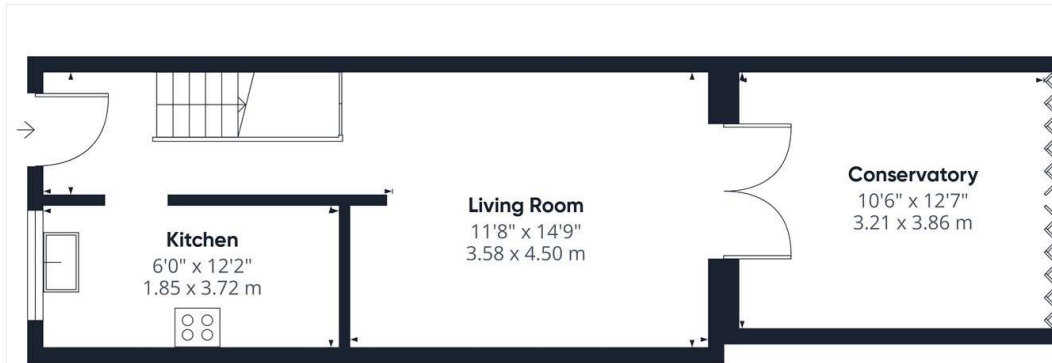 Kitchen
6'0" x 12'2"
1.85 x 3.72 m
Living Room
11'8" x 14'9"
3.58 x 4.50 m
Conservatory
10'6" x 12'7"
3.21 x 3.86 m